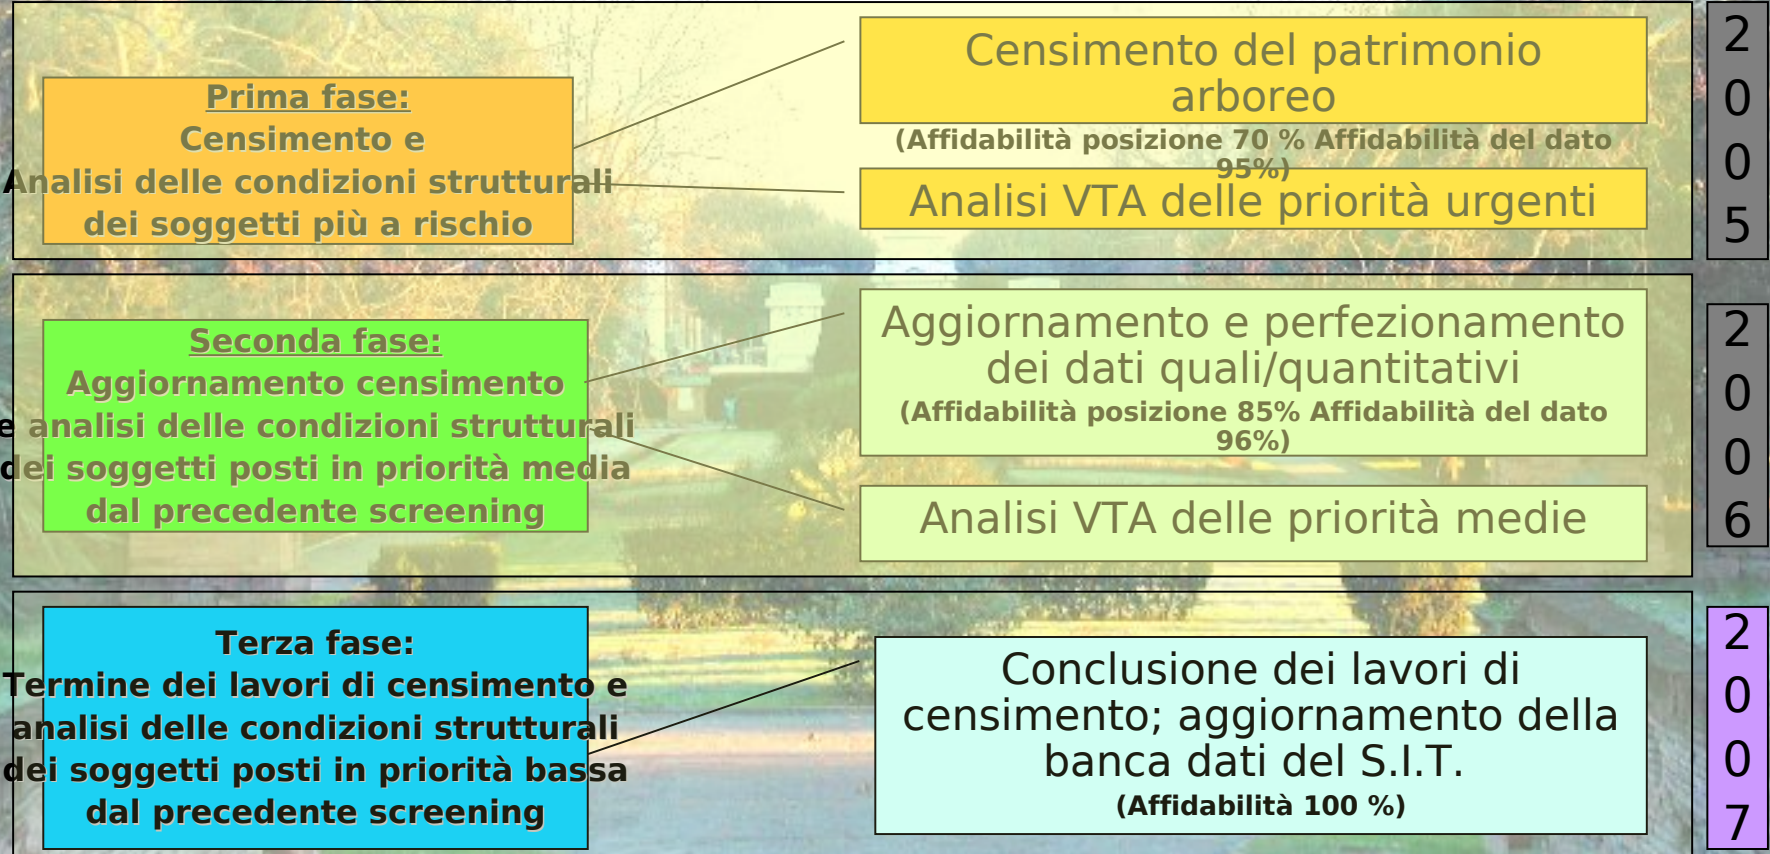 Prima fase:
Censimento e
Analisi delle condizioni strutturali
dei soggetti più a rischio
Censimento del patrimonio
arboreo
(Affidabilità posizione 70 % Affidabilità del dato
95%)
Analisi VTA delle priorità urgenti
2
0
0
5
Seconda fase:
Aggiornamento censimento
e analisi delle condizioni strutturali
dei soggetti posti in priorità media
dal precedente screening
Aggiornamento e perfezionamento
dei dati quali/quantitativi
(Affidabilità posizione 85% Affidabilità del dato
96%)
Analisi VTA delle priorità medie
2
0
0
6
Terza fase:
Termine dei lavori di censimento e
analisi delle condizioni strutturali
dei soggetti posti in priorità bassa
dal precedente screening
Conclusione dei lavori di
censimento; aggiornamento della
banca dati del S.I.T.
(Affidabilità 100 %)
2
0
0
7